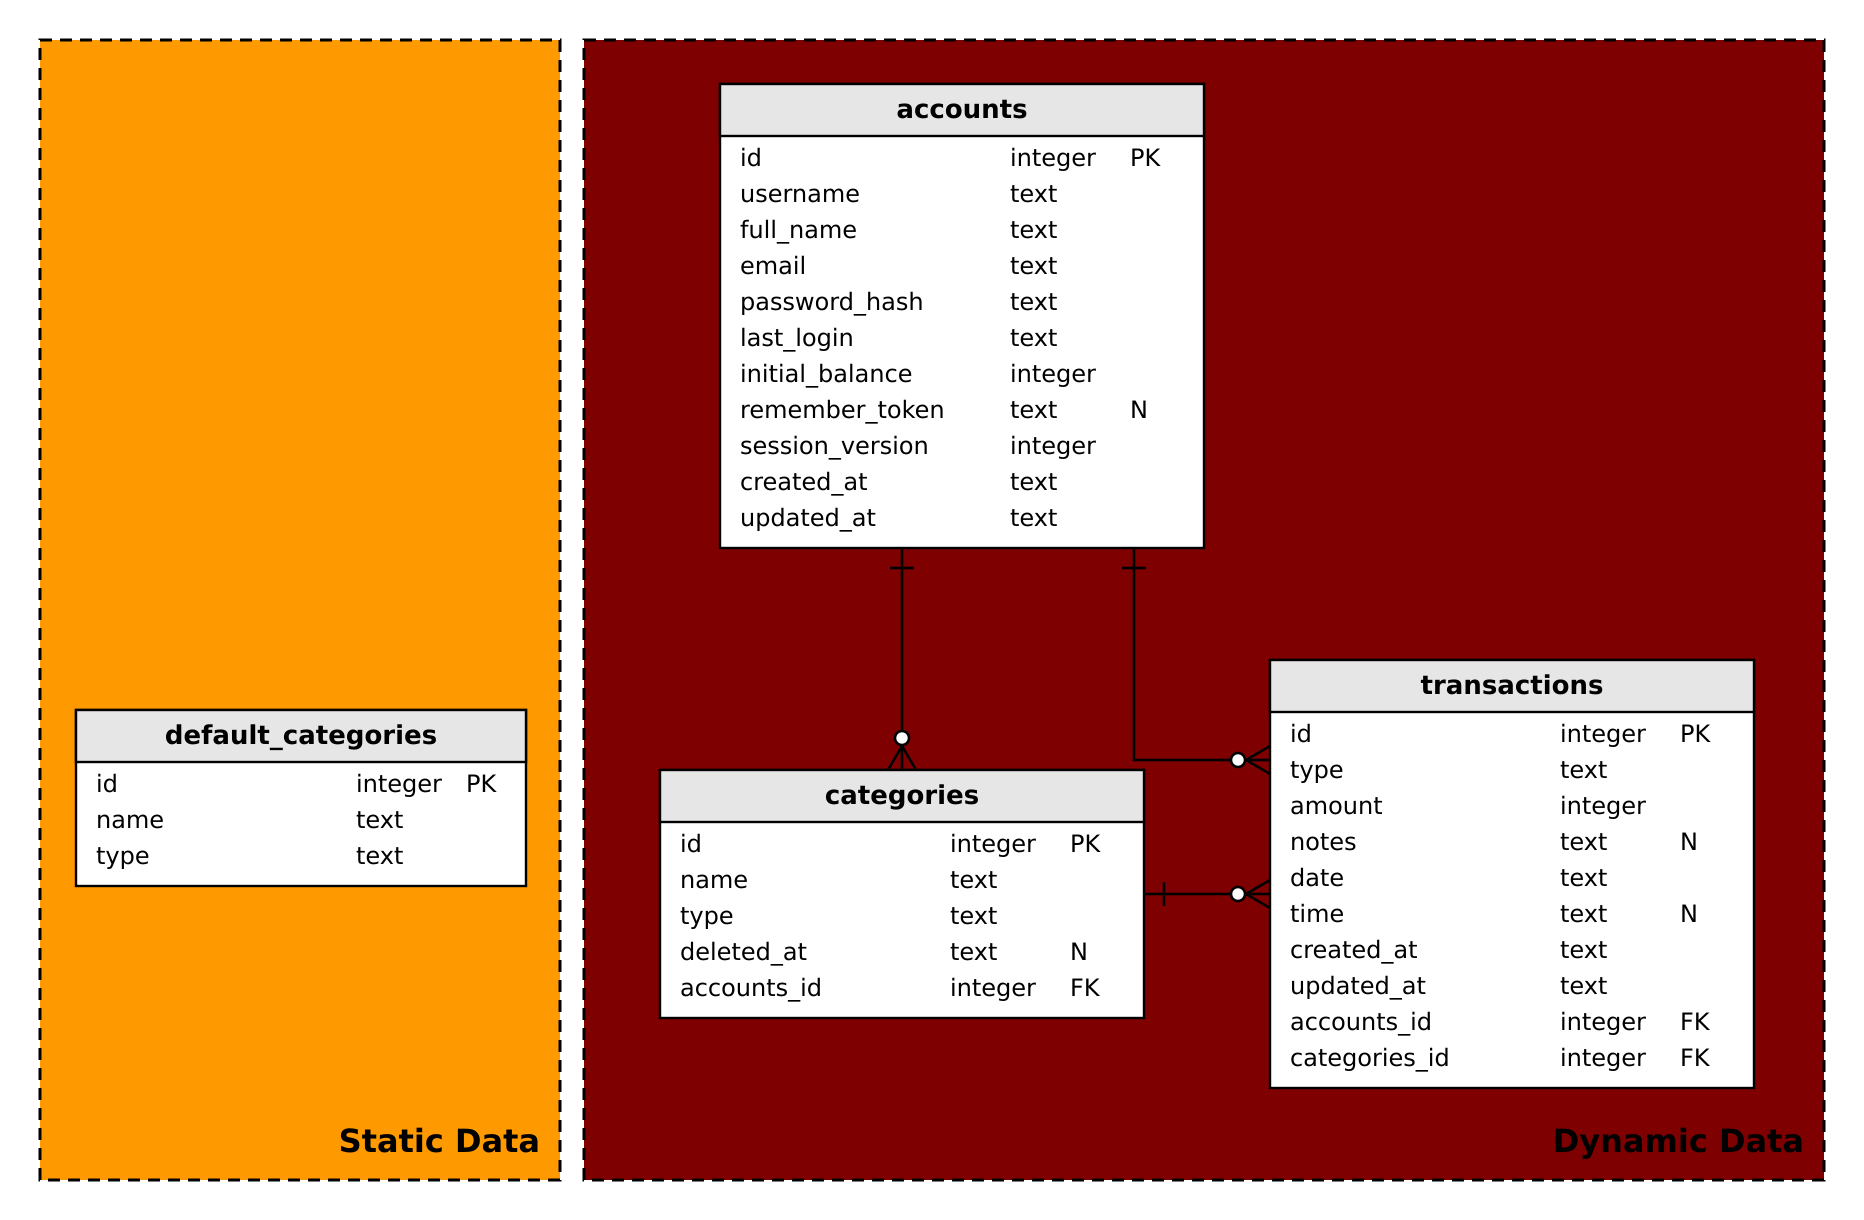 accounts
id integer PK
username text
full_name text
email text
password_hash text
last_login text
initial_balance integer
remember_token text N
session_version integer
created_at text
updated_at text
default_categories
id integer PK
name text
type text
categories
id integer PK
name text
type text
deleted_at text N
accounts_id integer FK
transactions
id integer PK
type text
amount integer
notes text N
date text
time text N
created_at text
updated_at text
accounts_id integer FK
categories_id integer FK
Static Data
Dynamic Data